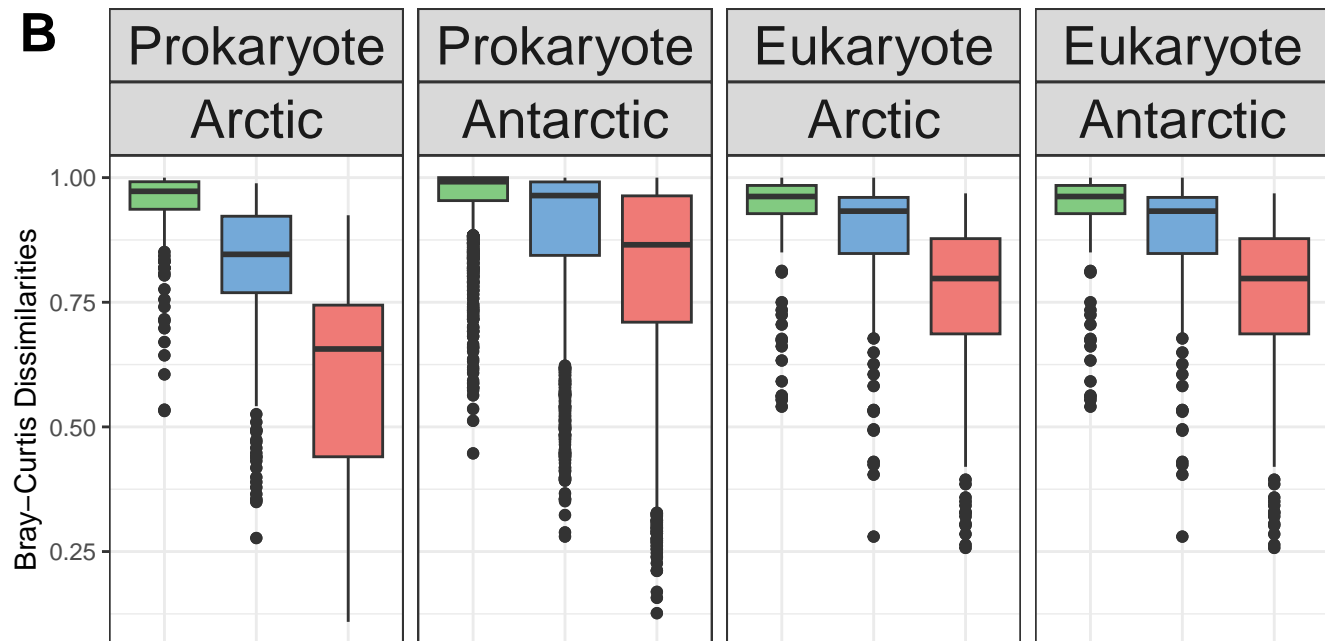 B
Prokaryote Prokaryote Eukaryote Eukaryote
Arctic Antarctic Arctic Antarctic
Bray−Curtis Dissimilarities
1.00
0.75
0.50
0.25